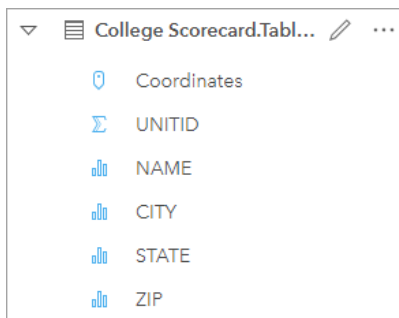 College Scorecard.Tabl...
Coordinates
UNITID
NAME
CITY
STATE
ZIP